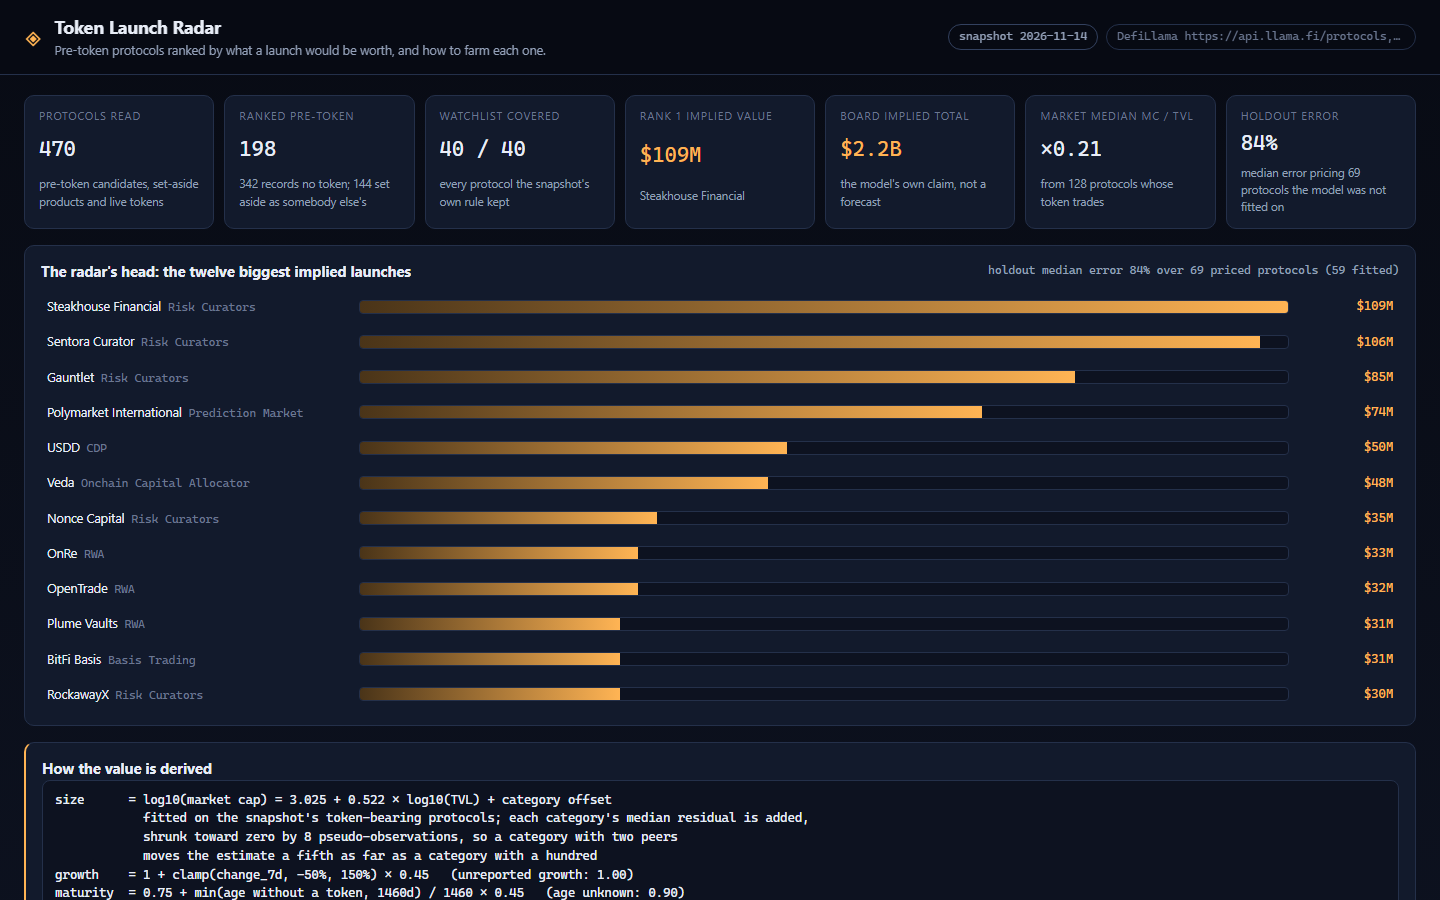 Token Launch Radar
Pre-token protocols ranked by what a launch would be worth, and how to farm each one.
snapshot 2026-11-14
DefiLlama https://api.llama.fi/protocols,…
PROTOCOLS READ
470
pre-token candidates, set-aside
products and live tokens
RANKED PRE-TOKEN
198
342 records no token; 144 set
aside as somebody else's
WATCHLIST COVERED
40 / 40
every protocol the snapshot's
own rule kept
RANK 1 IMPLIED VALUE
$109M
Steakhouse Financial
BOARD IMPLIED TOTAL
$2.2B
the model's own claim, not a
forecast
MARKET MEDIAN MC / TVL
×0.21
from 128 protocols whose
token trades
HOLDOUT ERROR
84%
median error pricing 69
protocols the model was not
fitted on
The radar's head: the twelve biggest implied launches
holdout median error 84% over 69 priced protocols (59 fitted)
Steakhouse Financial Risk Curators $109M
Sentora Curator Risk Curators $106M
Gauntlet Risk Curators $85M
Polymarket International Prediction Market $74M
USDD CDP $50M
Veda Onchain Capital Allocator $48M
Nonce Capital Risk Curators $35M
OnRe RWA $33M
OpenTrade RWA $32M
Plume Vaults RWA $31M
BitFi Basis Basis Trading $31M
RockawayX Risk Curators $30M
How the value is derived
size = log10(market cap) = 3.025 + 0.522 × log10(TVL) + category offset
fitted on the snapshot's token-bearing protocols; each category's median residual is added,
shrunk toward zero by 8 pseudo-observations, so a category with two peers
moves the estimate a fifth as far as a category with a hundred
growth = 1 + clamp(change_7d, −50%, 150%) × 0.45 (unreported growth: 1.00)
maturity = 0.75 + min(age without a token, 1460d) / 1460 × 0.45 (age unknown: 0.90)